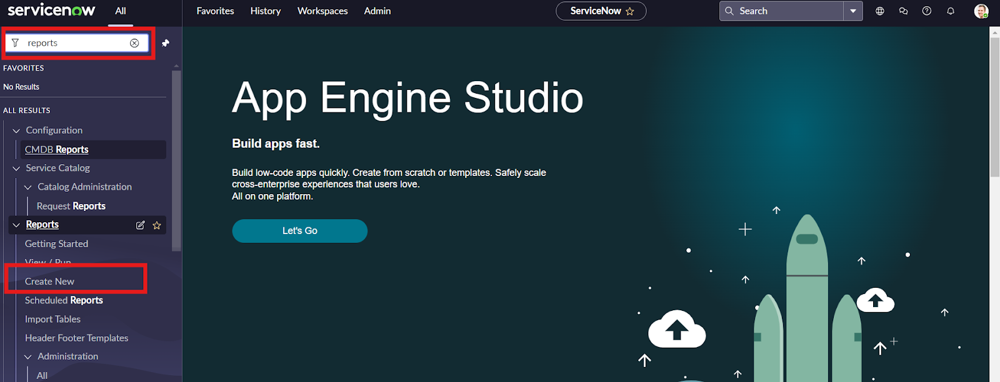 servicenow
All
Favorites
History
Workspaces
Admin
ServiceNow
Search
reports
FAVORITES
No Results
ALL RESULTS
Configuration
CMDB Reports
Service Catalog
Catalog Administration
Request Reports
Reports
Getting Started
View / Run
Create New
Scheduled Reports
Import Tables
Header Footer Templates
Administration
All
App Engine Studio
Build apps fast.
Build low-code apps quickly. Create from scratch or templates. Safely scale
cross-enterprise experiences that users love.
All on one platform.
Let's Go